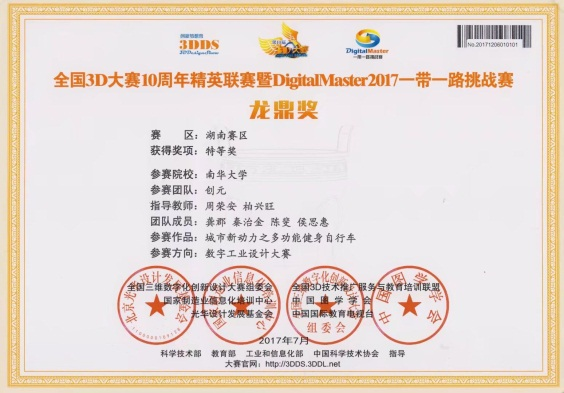 创新创意者
3DDS
3DDesignShow
DigitalMaster
一带一路挑战赛
No.20171206010101
全国3D大赛10周年精英联赛暨DigitalMaster2017一带一路挑战赛
龙鼎奖
赛 区：湖南赛区
获得奖项：特等奖
参赛院校：南华大学
参赛团队：创元
指导教师：周荣安 柏兴旺
团队成员：龚郡 秦治金 陈斐 侯思惠
参赛作品：城市新动力之多功能健身自行车
参赛方向：数字工业设计大赛
全国三维数字化创新设计大赛组委会 全国3D技术推广服务与教育培训联盟
国家制造业信息化培训中心 中国图学学会
光华设计发展基金会 中国国际教育电视台
组委会
2017年7月
科学技术部 教育部 工业和信息化部 中国科学技术协会 指导
大赛官网：http://3DDS.3DDL.net